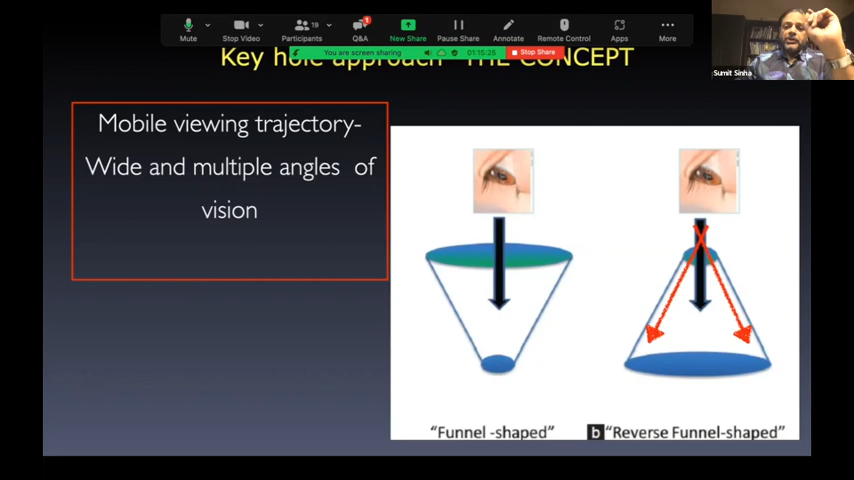 19
1
Mute
Stop Video
Participants
Q&A
New Share
Pause Share
Annotate
Remote Control
Apps
More
You are screen sharing
01:15:25
Stop Share
Sumit Sinha
Key hole approach- THE CONCEPT
Mobile viewing trajectory-
Wide and multiple angles of
vision
"Funnel -shaped"
b "Reverse Funnel-shaped"